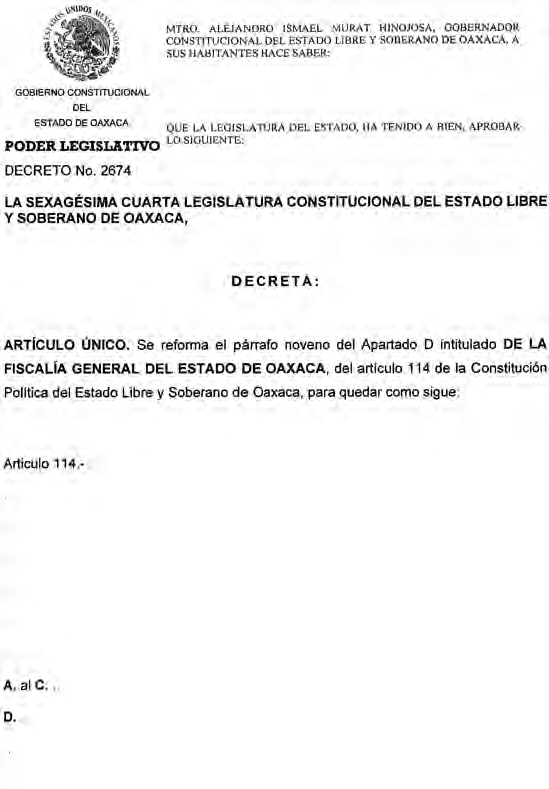 ESTADOS UNIDOS MEXICANOS
MTRO. ALEJANDRO ISMAEL MURAT HINOJOSA, GOBERNADOR
CONSTITUCIONAL DEL ESTADO LIBRE Y SOBERANO DE OAXACA, A
SUS HABITANTES HACE SABER:
GOBIERNO CONSTITUCIONAL
DEL
ESTADO DE OAXACA
PODER LEGISLATIVO
QUE LA LEGISLATURA DEL ESTADO, HA TENIDO A BIEN, APROBAR
LO SIGUIENTE:
DECRETO No. 2674
LA SEXAGÉSIMA CUARTA LEGISLATURA CONSTITUCIONAL DEL ESTADO LIBRE
Y SOBERANO DE OAXACA,
DECRETA:
ARTÍCULO ÚNICO. Se reforma el párrafo noveno del Apartado D intitulado DE LA
FISCALÍA GENERAL DEL ESTADO DE OAXACA, del artículo 114 de la Constitución
Política del Estado Libre y Soberano de Oaxaca, para quedar como sigue:
Artículo 114.-
A. al C. ..
D.